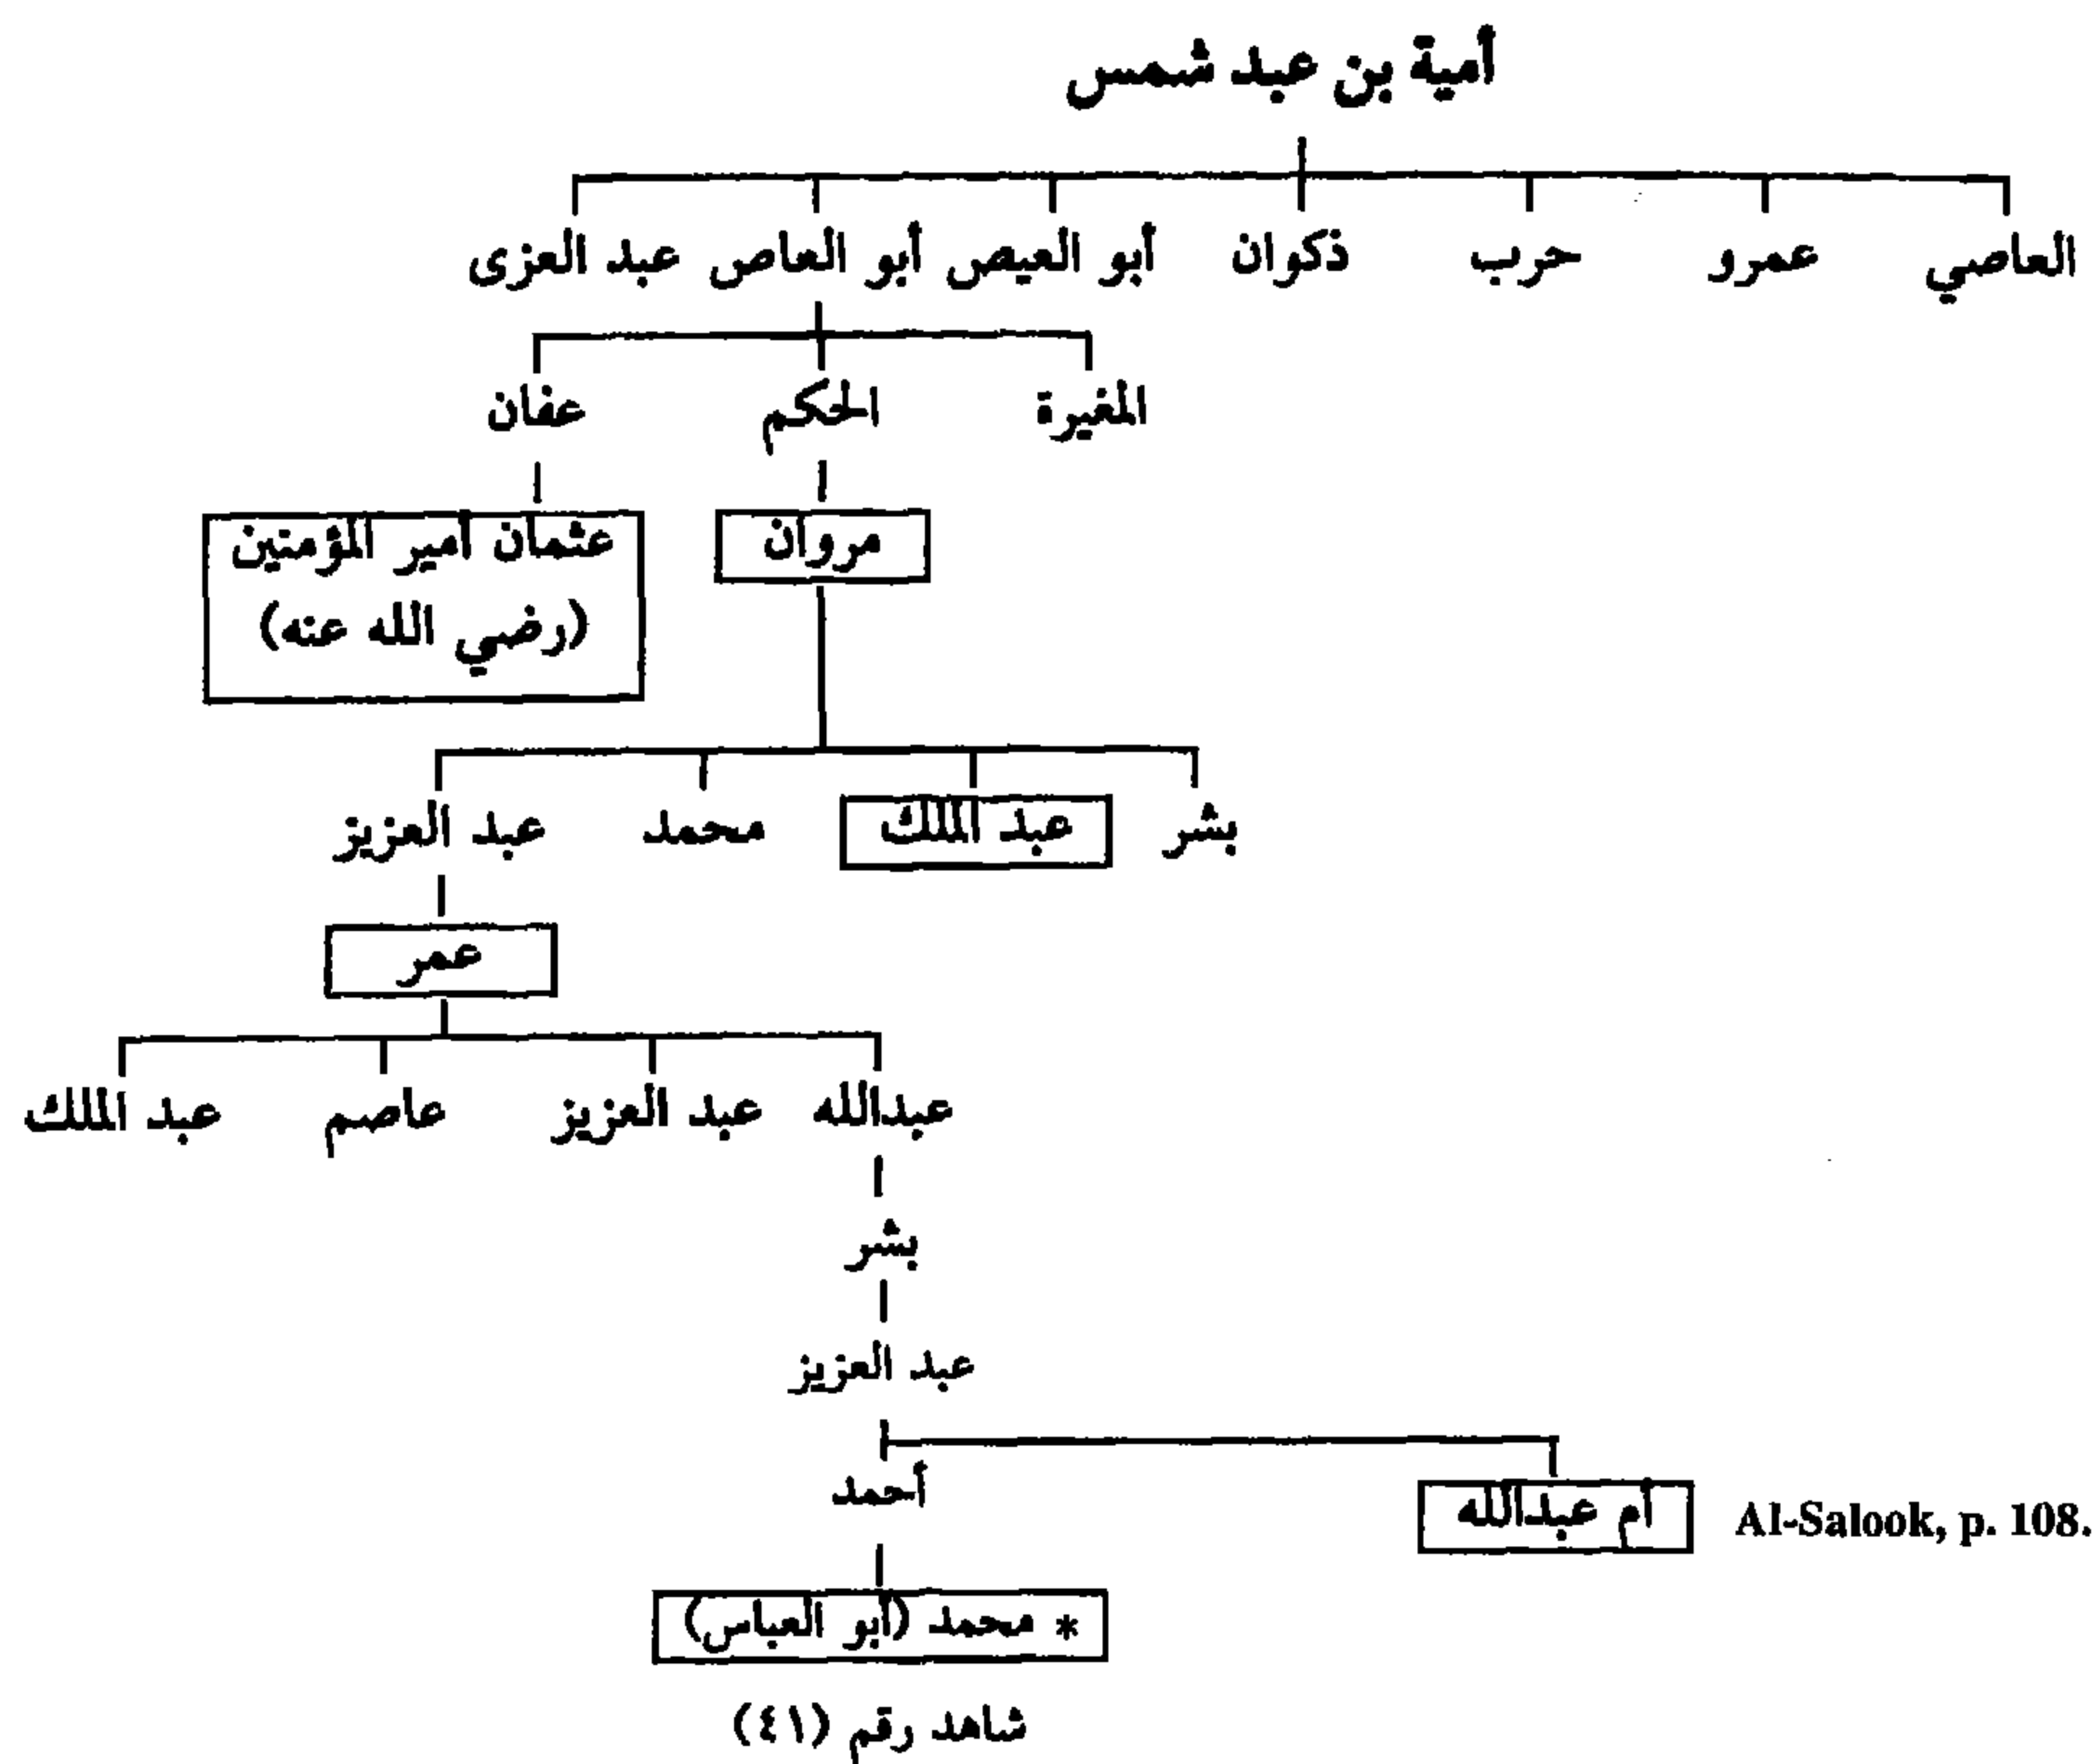 أمية بن عبد شمس
العاصي عمرو حرب ذكوان أبو العيص أبو العاص عبد العزى
المغيرة الحكم عفان
مروان عثمان أمير المؤمنين
(رضي الله عنه)
بشر عبد الملك محمد عبد العزيز
عمر
عبدالله عبد العزيز عاصم عبد الملك
بشر
عبد العزيز
أم عبدالله أحمد
Al-Salook, p. 108.
* محمد (أبو العباس)
شاهد رقم (٤١)